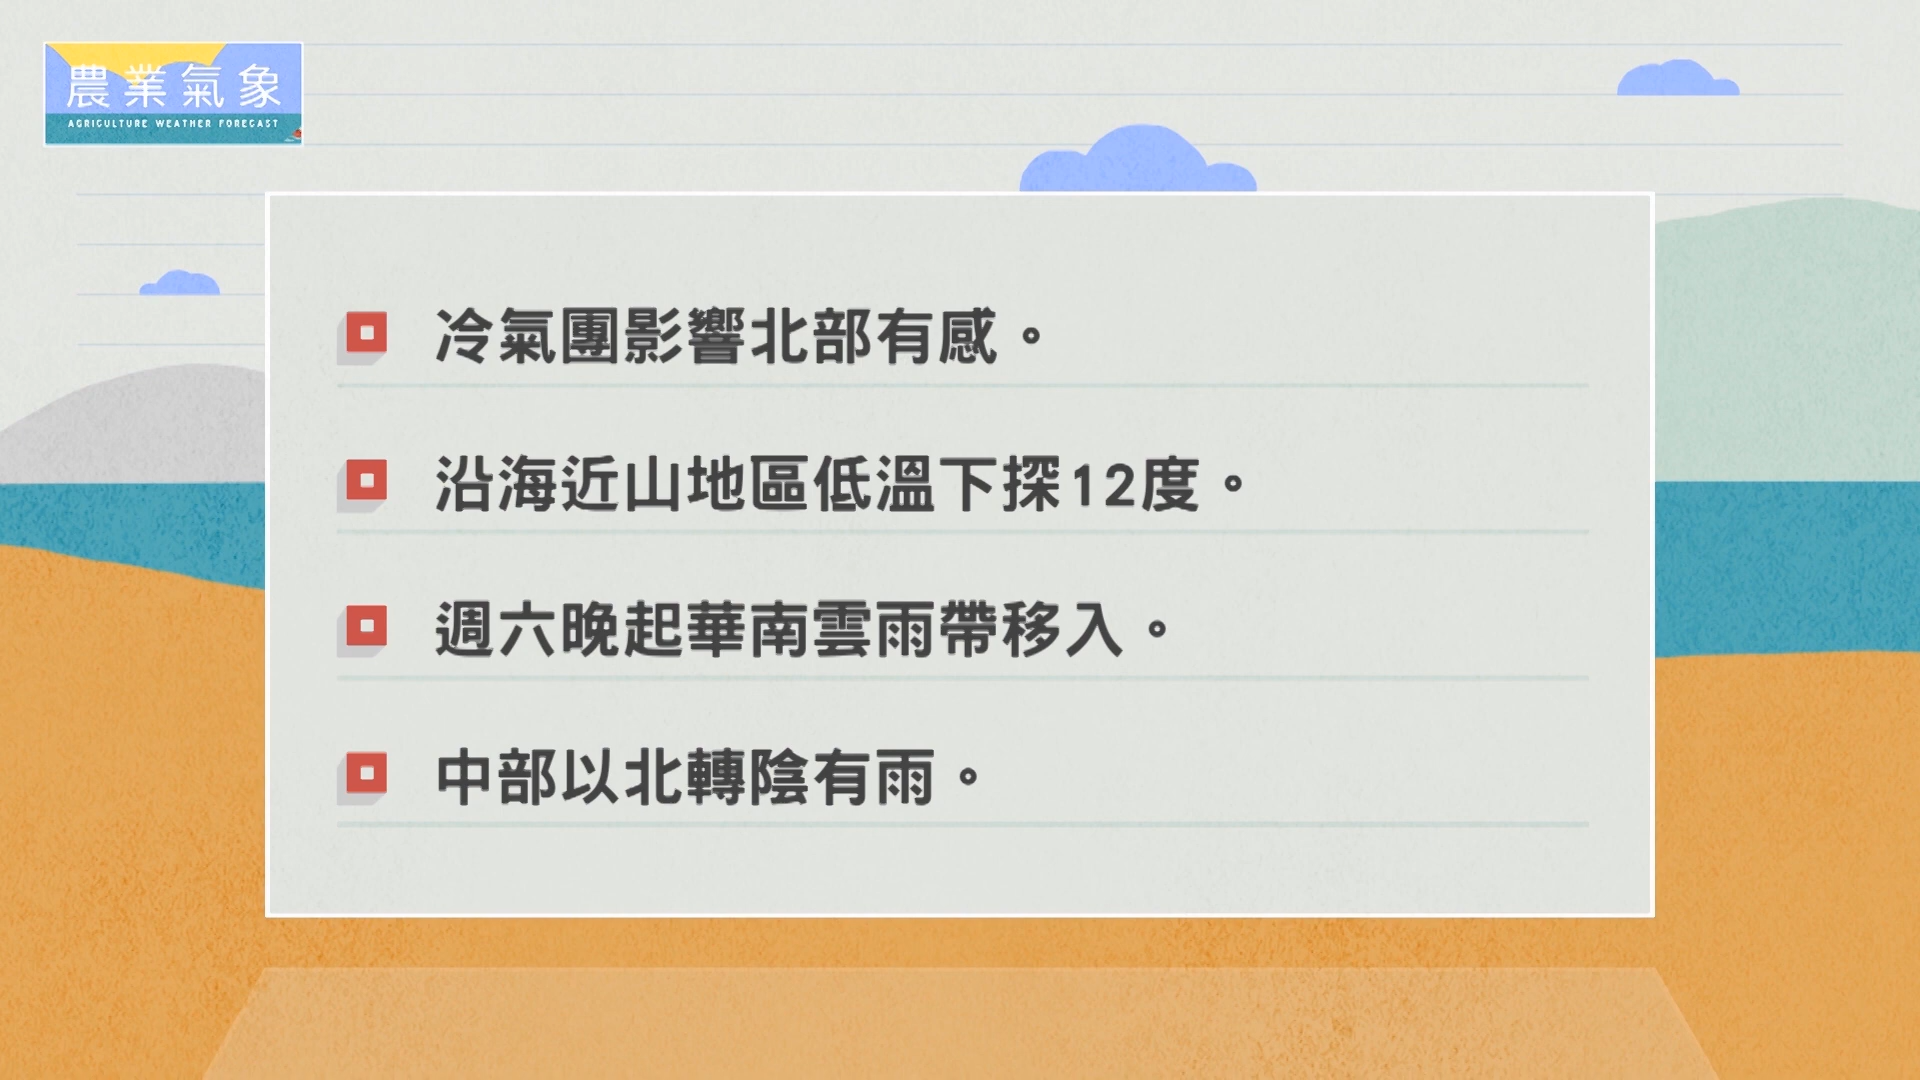 農業氣象
AGRICULTURE WEATHER FORECAST
冷氣團影響北部有感。
沿海近山地區低溫下探12度。
週六晚起華南雲雨帶移入。
中部以北轉陰有雨。